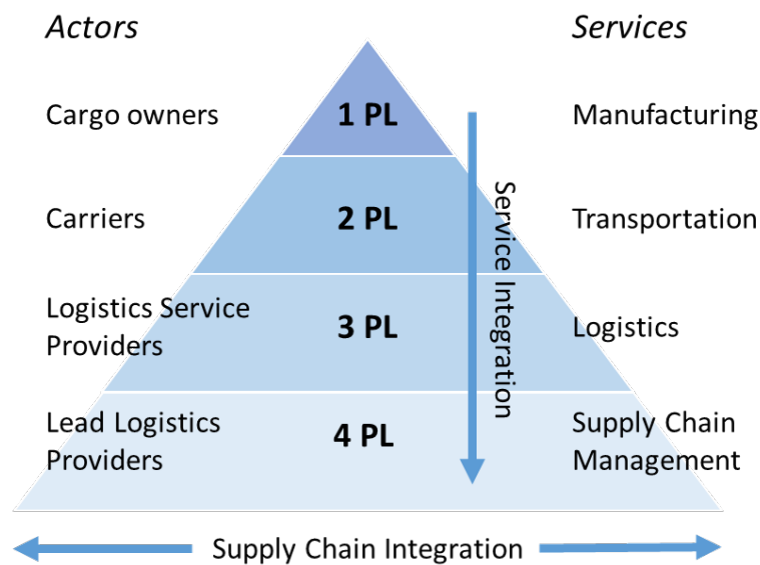 Actors
Services
Cargo owners
1 PL
Manufacturing
Carriers
2 PL
Transportation
Service Integration
Logistics Service
Providers
3 PL
Logistics
Lead Logistics
Providers
4 PL
Supply Chain
Management
Supply Chain Integration